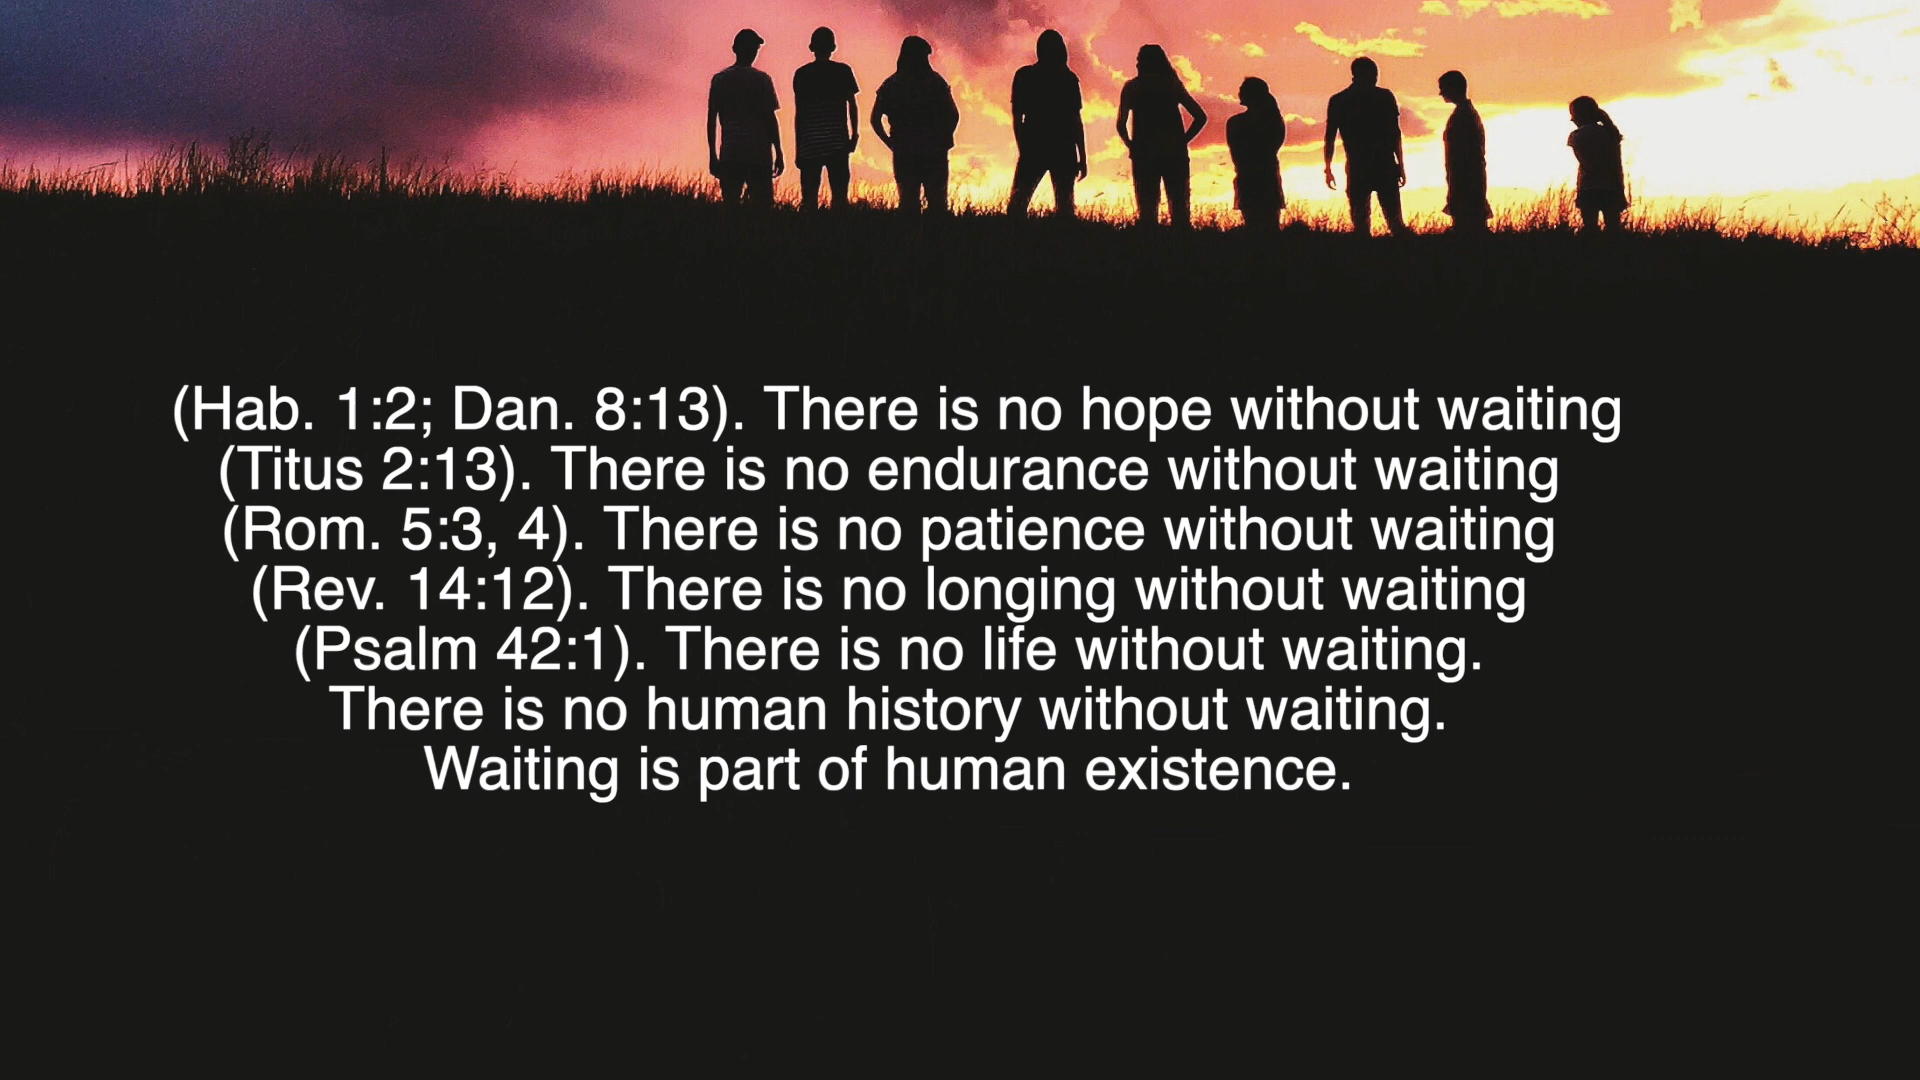 (Hab. 1:2; Dan. 8:13). There is no hope without waiting
(Titus 2:13). There is no endurance without waiting
(Rom. 5:3, 4). There is no patience without waiting
(Rev. 14:12). There is no longing without waiting
(Psalm 42:1). There is no life without waiting.
There is no human history without waiting.
Waiting is part of human existence.